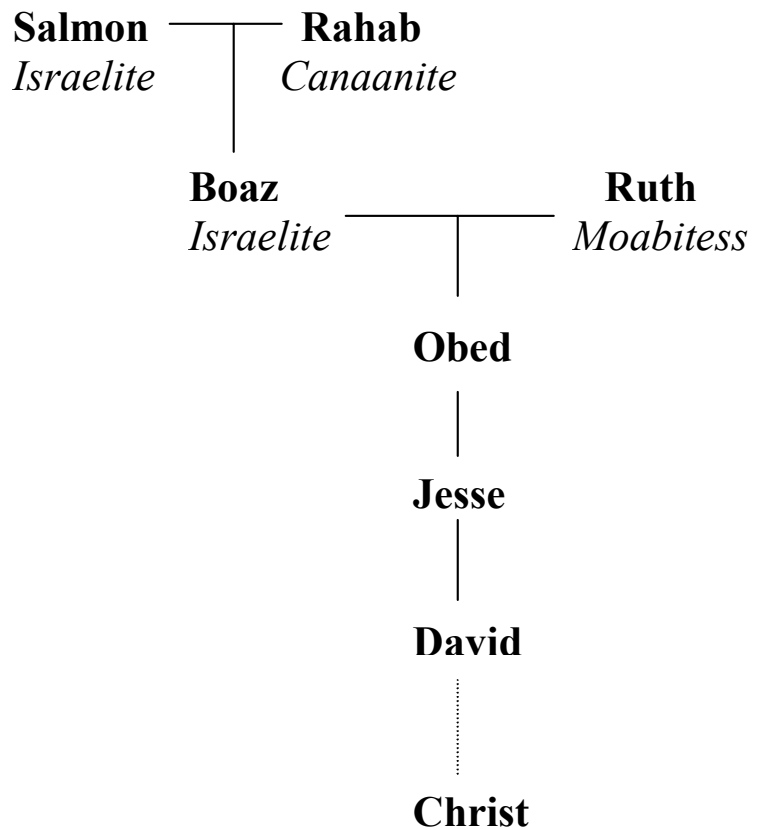 Salmon Rahab
Israelite Canaanite
Boaz Ruth
Israelite Moabitess
Obed
Jesse
David
Christ